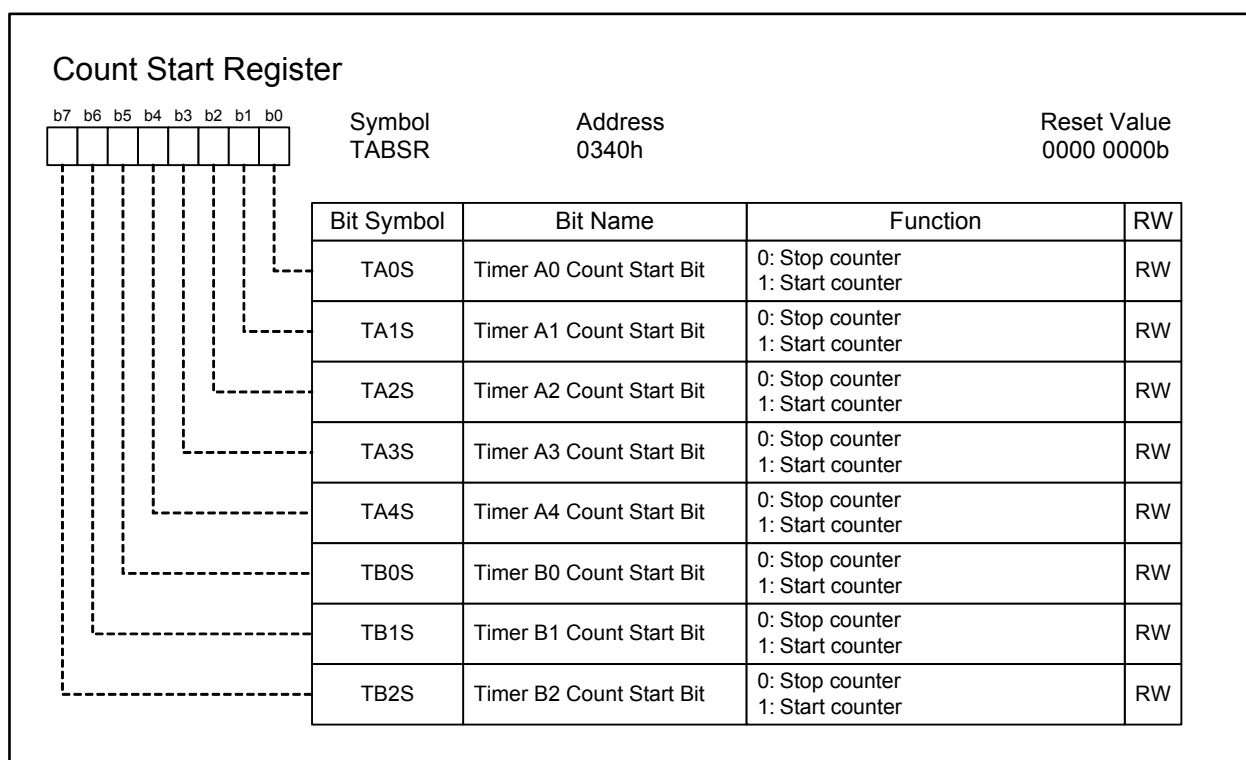 Count Start Register
b7 b6 b5 b4 b3 b2 b1 b0
Symbol Address Reset Value
TABSR 0340h 0000 0000b
Bit Symbol Bit Name Function RW
TA0S Timer A0 Count Start Bit 0: Stop counter
1: Start counter RW
TA1S Timer A1 Count Start Bit 0: Stop counter
1: Start counter RW
TA2S Timer A2 Count Start Bit 0: Stop counter
1: Start counter RW
TA3S Timer A3 Count Start Bit 0: Stop counter
1: Start counter RW
TA4S Timer A4 Count Start Bit 0: Stop counter
1: Start counter RW
TB0S Timer B0 Count Start Bit 0: Stop counter
1: Start counter RW
TB1S Timer B1 Count Start Bit 0: Stop counter
1: Start counter RW
TB2S Timer B2 Count Start Bit 0: Stop counter
1: Start counter RW